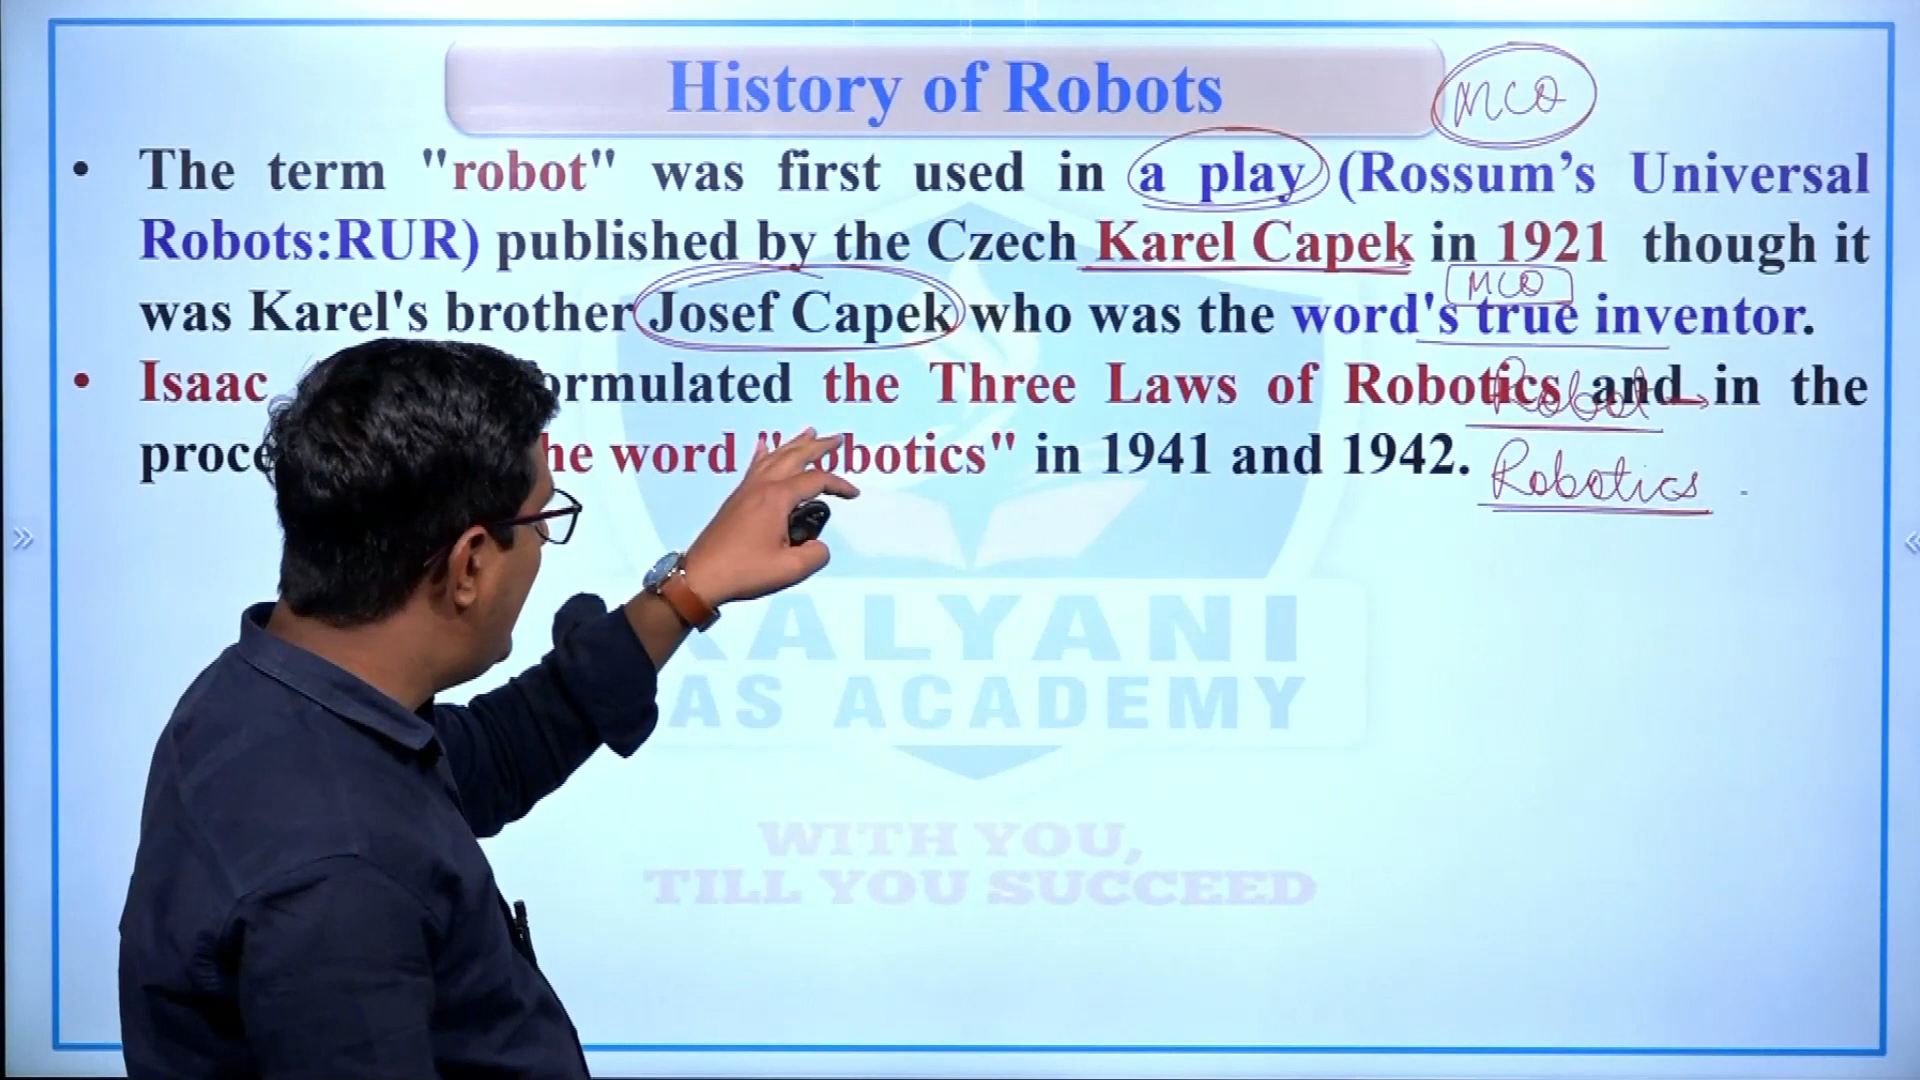 History of Robots
MCQ
• The term "robot" was first used in a play (Rossum’s Universal
Robots:RUR) published by the Czech Karel Capek in 1921 though it
MCQ
was Karel's brother Josef Capek who was the word's true inventor.
• Isaac ormulated the Three Laws of Robotics and in the
Robot
proce he word "robotics" in 1941 and 1942.
Robotics
ALYANI
AS ACADEMY
WITH YOU,
TILL YOU SUCCEED